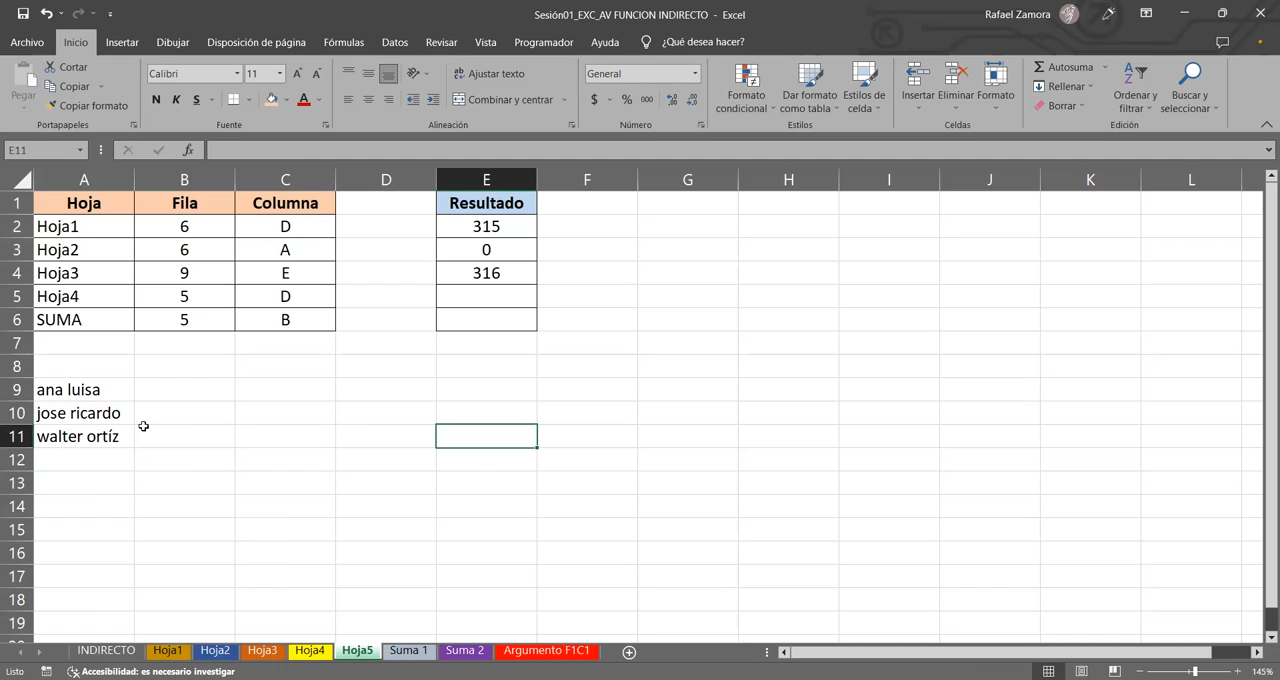 Sesión01_EXC_AV FUNCION INDIRECTO - Excel
Rafael Zamora
Archivo Inicio Insertar Dibujar Disposición de página Fórmulas Datos Revisar Vista Programador Ayuda ¿Qué desea hacer?
Pegar
Cortar
Copiar
Copiar formato
Portapapeles
Calibri 11
N K S
Fuente
Ajustar texto
Combinar y centrar
Alineación
General
$ % 000
Número
Formato condicional
Dar formato como tabla
Estilos de celda
Estilos
Insertar Eliminar Formato
Celdas
Autosuma
Rellenar
Borrar
Ordenar y filtrar
Buscar y seleccionar
Edición
E11 fx
A B C D E F G H I J K L
1 Hoja Fila Columna Resultado
2 Hoja1 6 D 315
3 Hoja2 6 A 0
4 Hoja3 9 E 316
5 Hoja4 5 D
6 SUMA 5 B
7
8
9 ana luisa
10 jose ricardo
11 walter ortíz
12
13
14
15
16
17
18
19
INDIRECTO Hoja1 Hoja2 Hoja3 Hoja4 Hoja5 Suma 1 Suma 2 Argumento F1C1
Listo Accesibilidad: es necesario investigar 145%